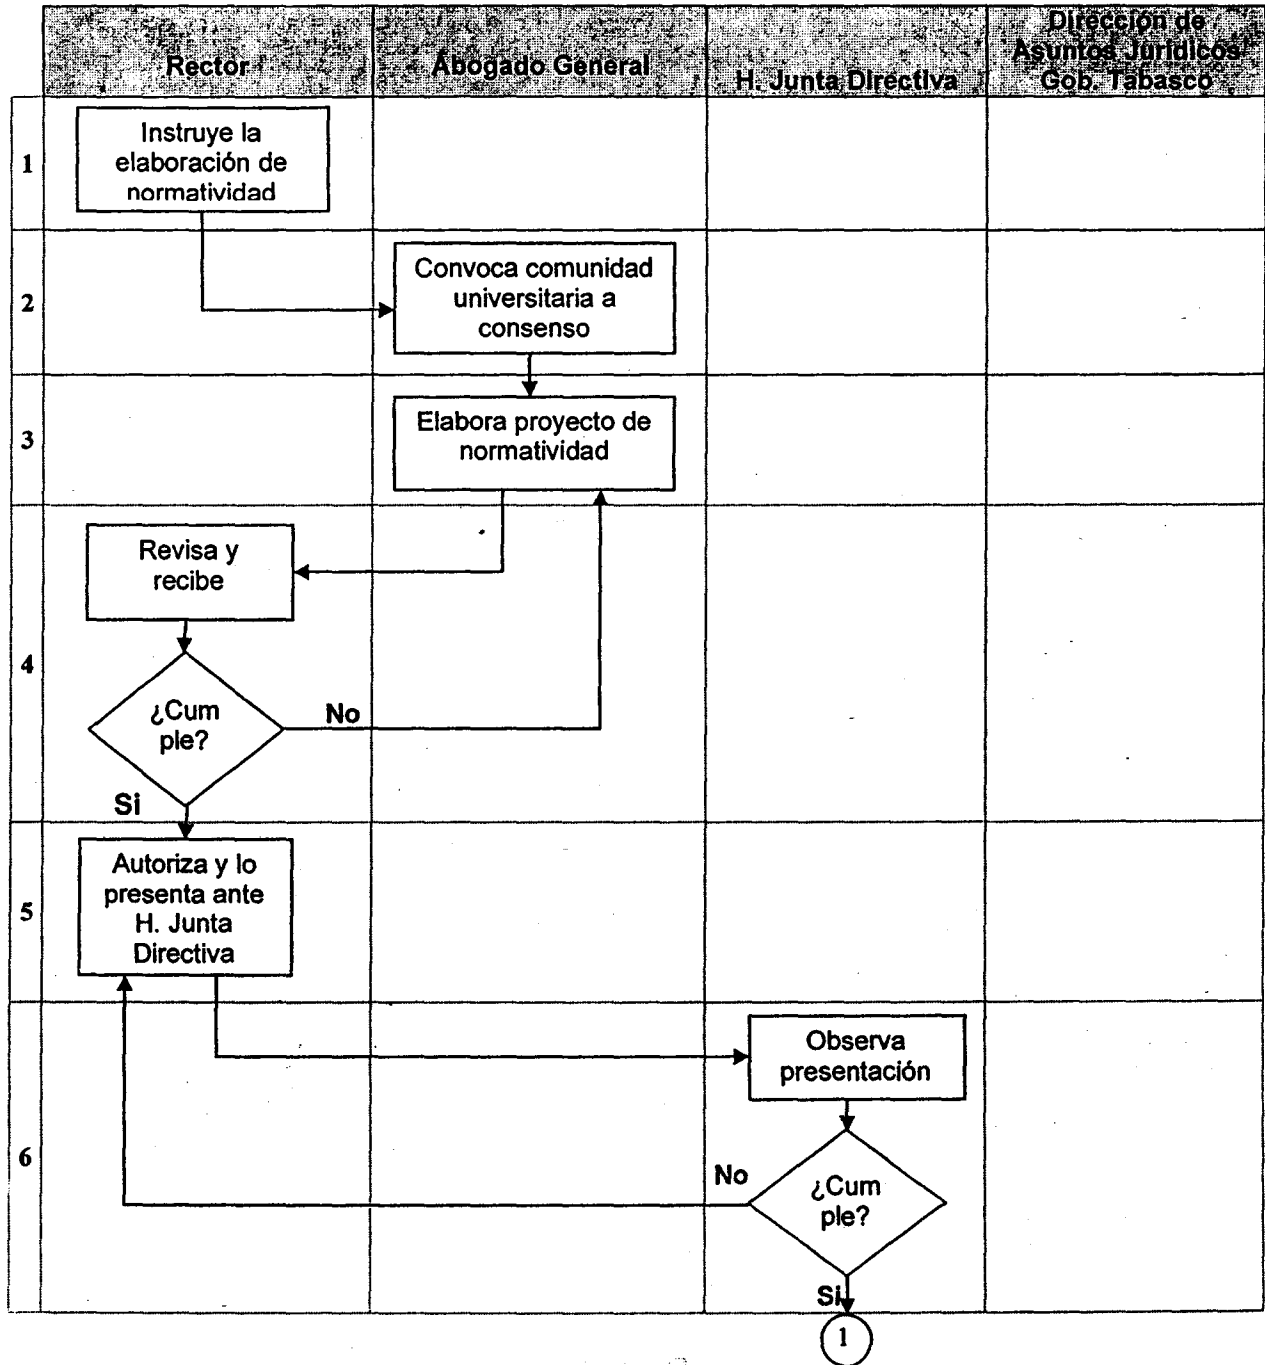 Rector
Abogado General
H. Junta Directiva
Dirección de
Asuntos Jurídicos
Gob. Tabasco
1
Instruye la
elaboración de
normatividad
2
Convoca comunidad
universitaria a
consenso
3
Elabora proyecto de
normatividad
4
Revisa y
recibe
¿Cum
ple?
No
Si
5
Autoriza y lo
presenta ante
H. Junta
Directiva
6
Observa
presentación
No
¿Cum
ple?
Si
1